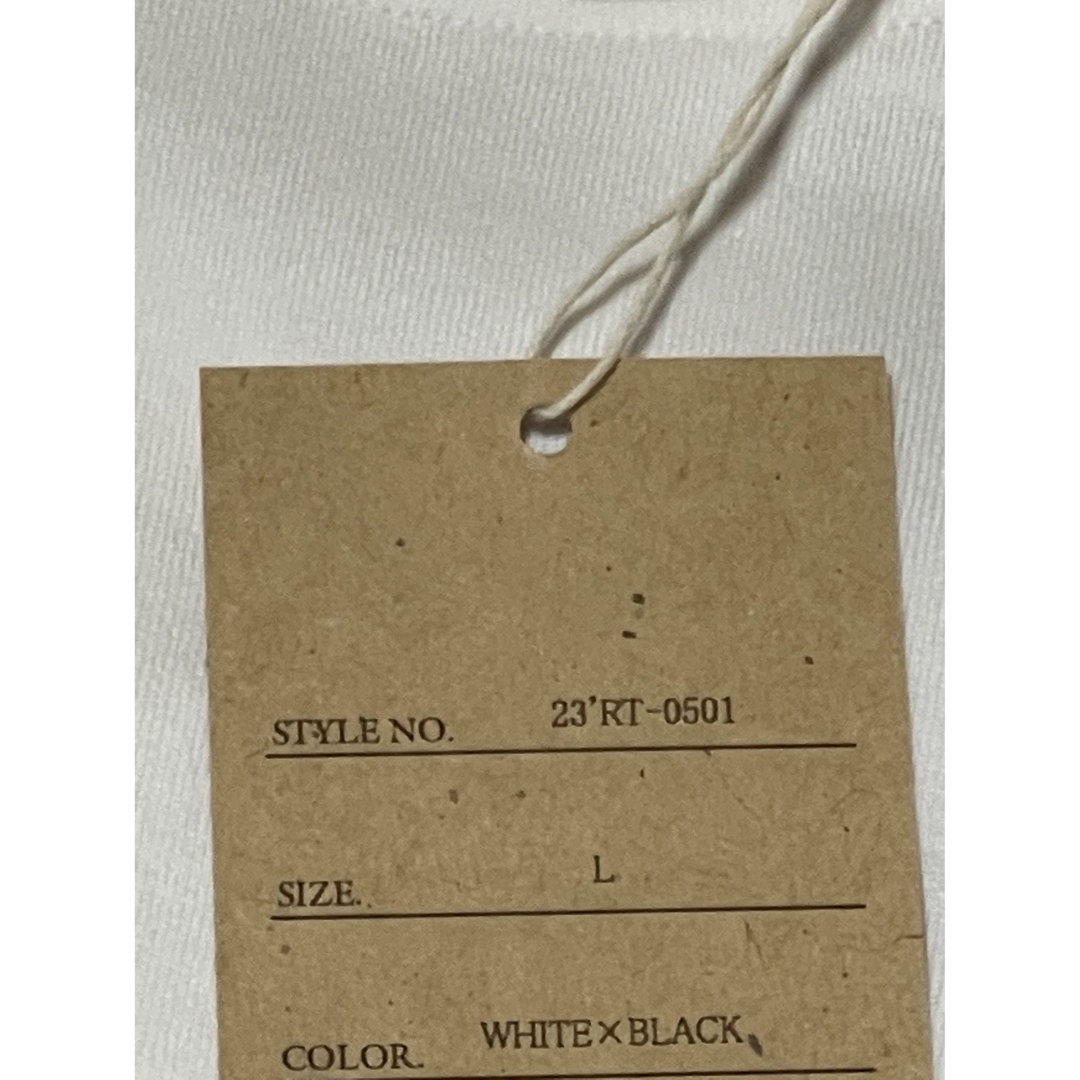 STYLE NO. 23'RT-0501
SIZE. L
COLOR. WHITE×BLACK